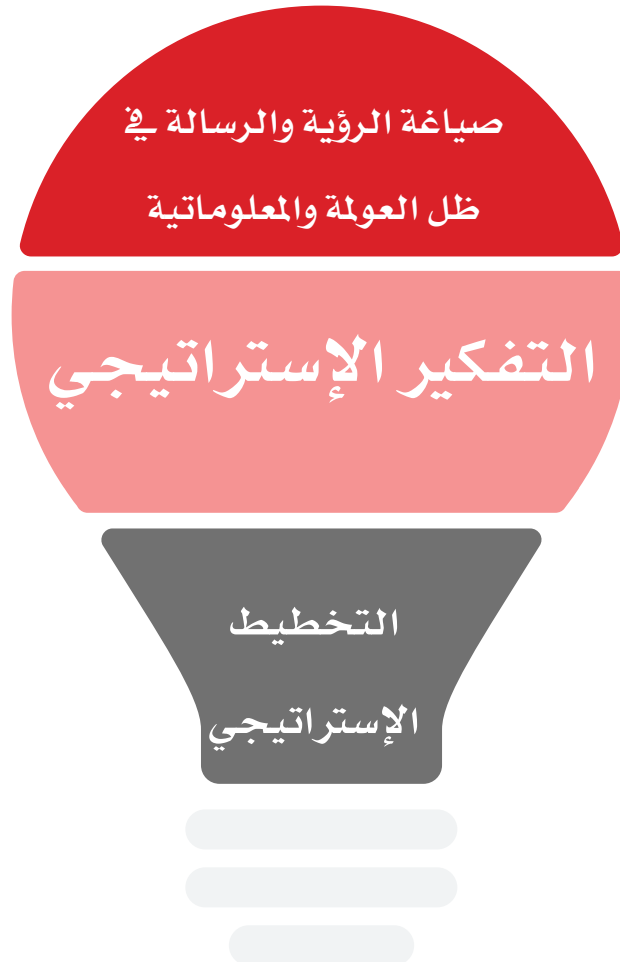 صياغة الرؤية والرسالة في
ظل العولمة والمعلوماتية
التفكير الإستراتيجي
التخطيط
الإستراتيجي